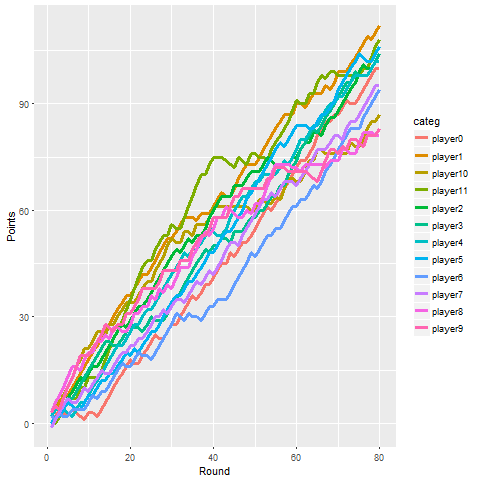 90
60
30
0
Points
0
20
40
60
80
Round
categ
player0
player1
player10
player11
player2
player3
player4
player5
player6
player7
player8
player9